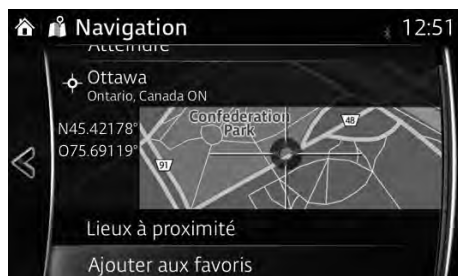 Navigation
12:51
Atteindre
Ottawa
Ontario, Canada ON
N45.42178°
O75.69119°
Confederation
Park
48
91
Lieux à proximité
Ajouter aux favoris